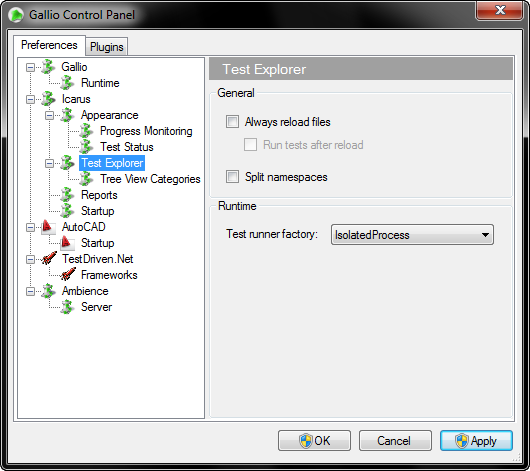 Gallio Control Panel
Preferences
Plugins
Gallio
Runtime
Icarus
Appearance
Progress Monitoring
Test Status
Test Explorer
Tree View Categories
Reports
Startup
AutoCAD
Startup
TestDriven.Net
Frameworks
Ambience
Server
Test Explorer
General
Always reload files
Run tests after reload
Split namespaces
Runtime
Test runner factory: IsolatedProcess
OK
Cancel
Apply